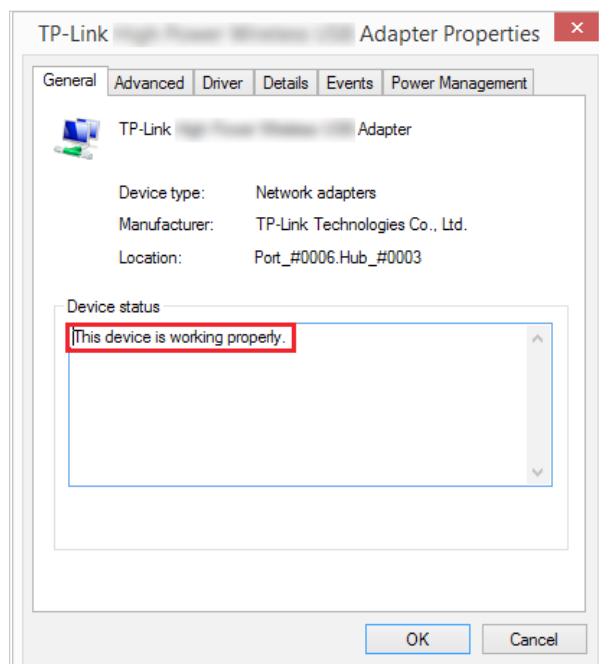 TP-Link Adapter Properties
General Advanced Driver Details Events Power Management
TP-Link Adapter
Device type: Network adapters
Manufacturer: TP-Link Technologies Co., Ltd.
Location: Port_#0006.Hub_#0003
Device status
This device is working properly.
OK Cancel